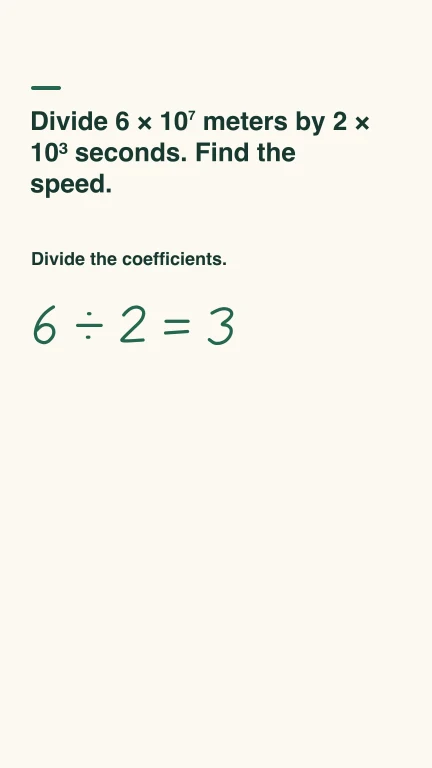 Divide 6 × 10⁷ meters by 2 ×
10³ seconds. Find the
speed.
Divide the coefficients.
6 ÷ 2 = 3